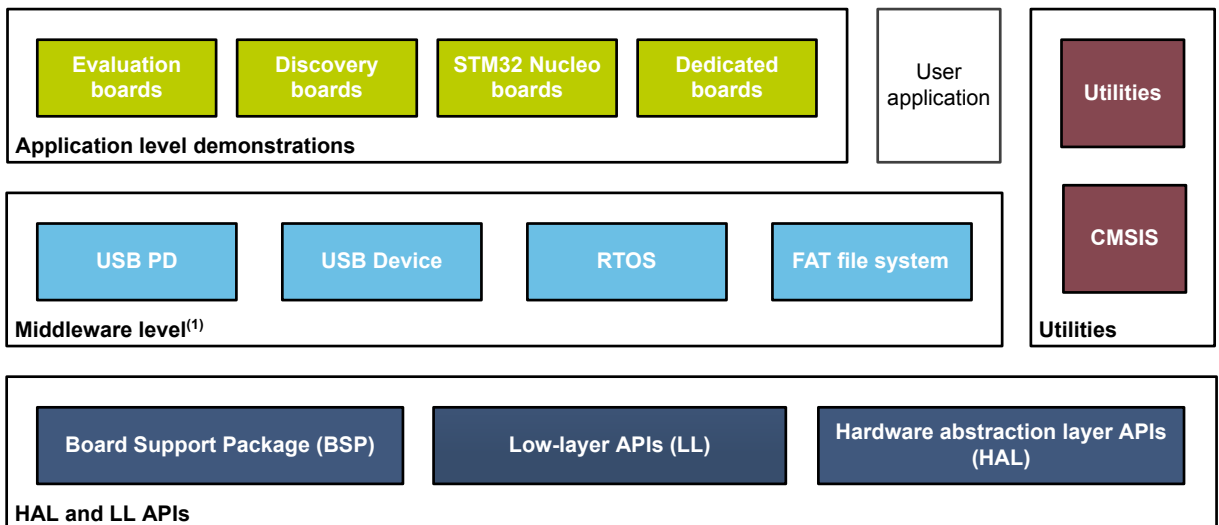 Evaluation
boards
Discovery
boards
STM32 Nucleo
boards
Dedicated
boards
Application level demonstrations
User
application
Utilities
CMSIS
Utilities
USB PD
USB Device
RTOS
FAT file system
Middleware level(1)
Board Support Package (BSP)
Low-layer APIs (LL)
Hardware abstraction layer APIs
(HAL)
HAL and LL APIs